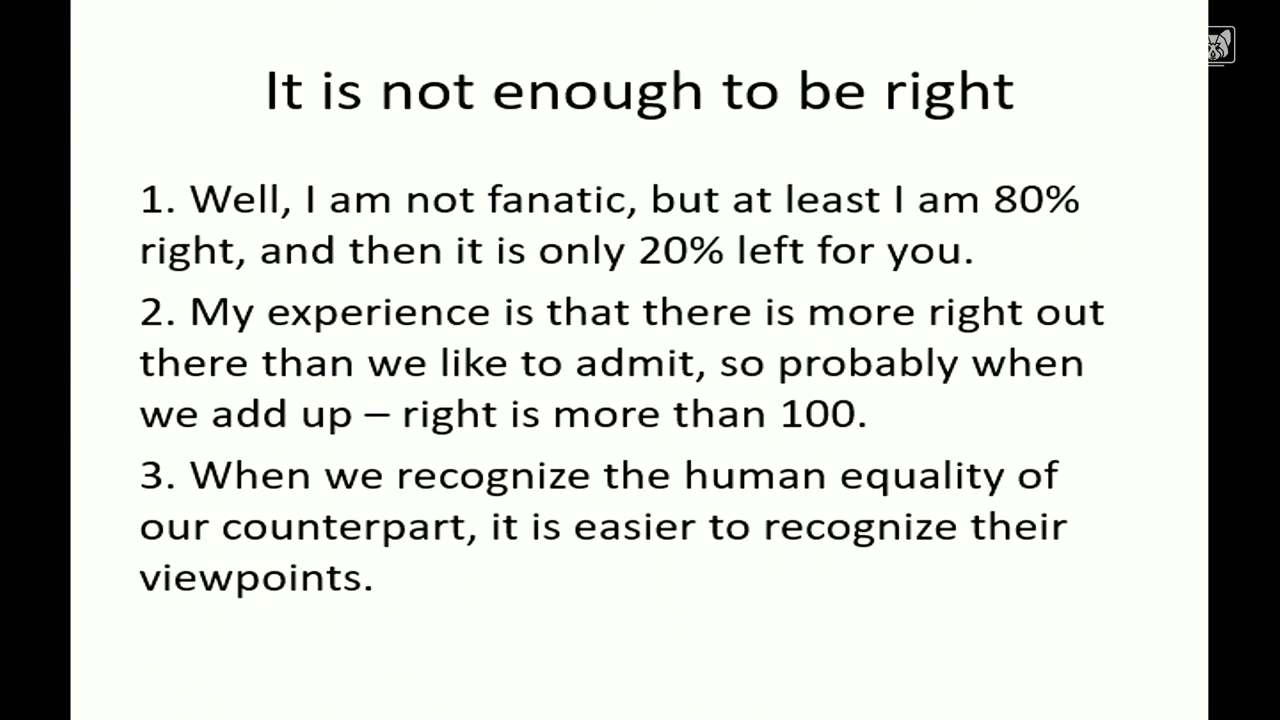 It is not enough to be right
1. Well, I am not fanatic, but at least I am 80%
right, and then it is only 20% left for you.
2. My experience is that there is more right out
there than we like to admit, so probably when
we add up – right is more than 100.
3. When we recognize the human equality of
our counterpart, it is easier to recognize their
viewpoints.